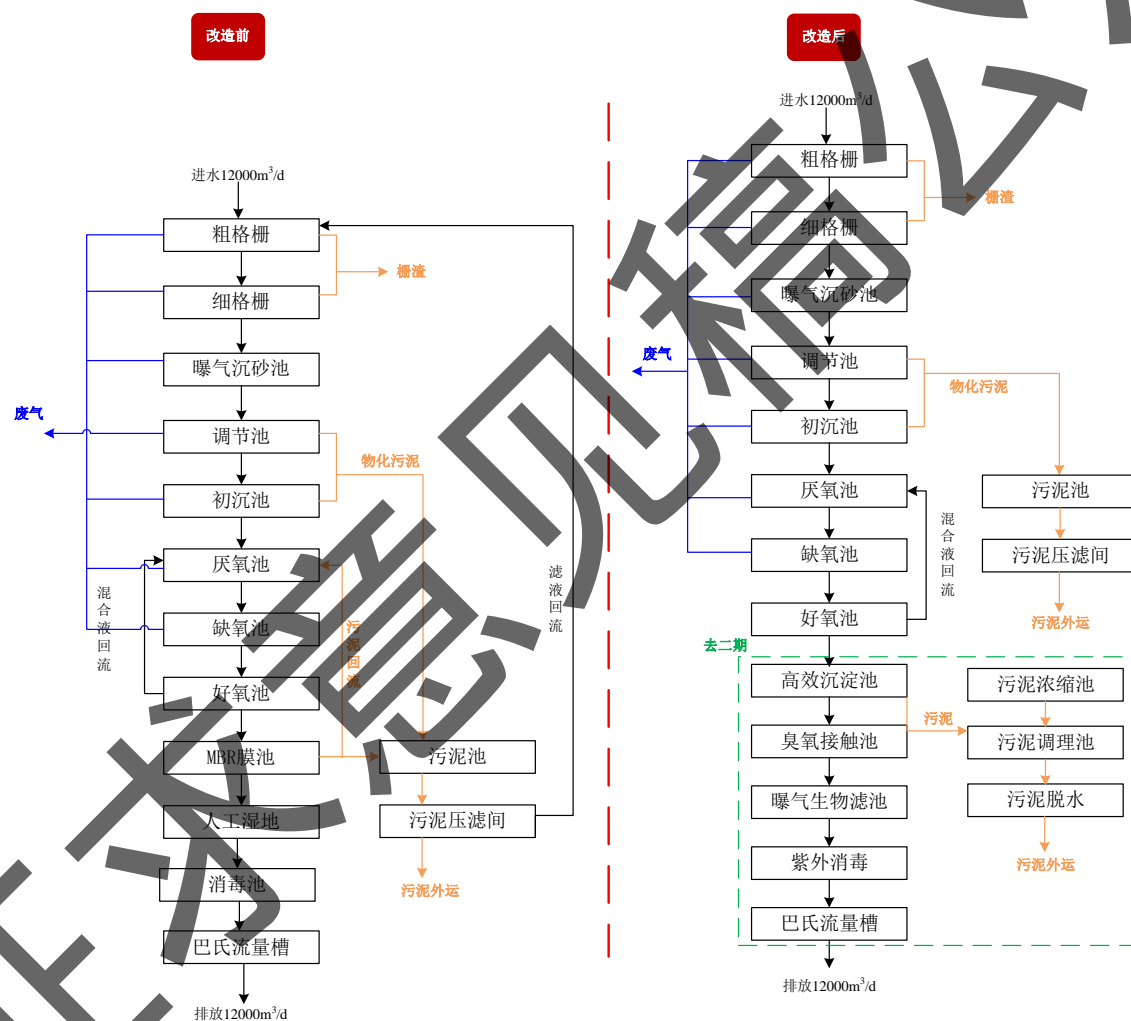 改造前
进水12000m³/d
粗格栅
栅渣
细格栅
曝气沉砂池
废气
调节池
物化污泥
初沉池
厌氧池
混合液回流
缺氧池
污泥回流
滤液回流
好氧池
MBR膜池
污泥池
人工湿地
污泥压滤间
消毒池
污泥外运
巴氏流量槽
排放12000m³/d
改造后
进水12000m³/d
粗格栅
栅渣
细格栅
曝气沉砂池
废气
调节池
物化污泥
初沉池
厌氧池
污泥池
混合液回流
缺氧池
污泥压滤间
好氧池
污泥外运
去二期
高效沉淀池
污泥浓缩池
污泥
臭氧接触池
污泥调理池
曝气生物滤池
污泥脱水
紫外消毒
污泥外运
巴氏流量槽
排放12000m³/d
求意见稿公